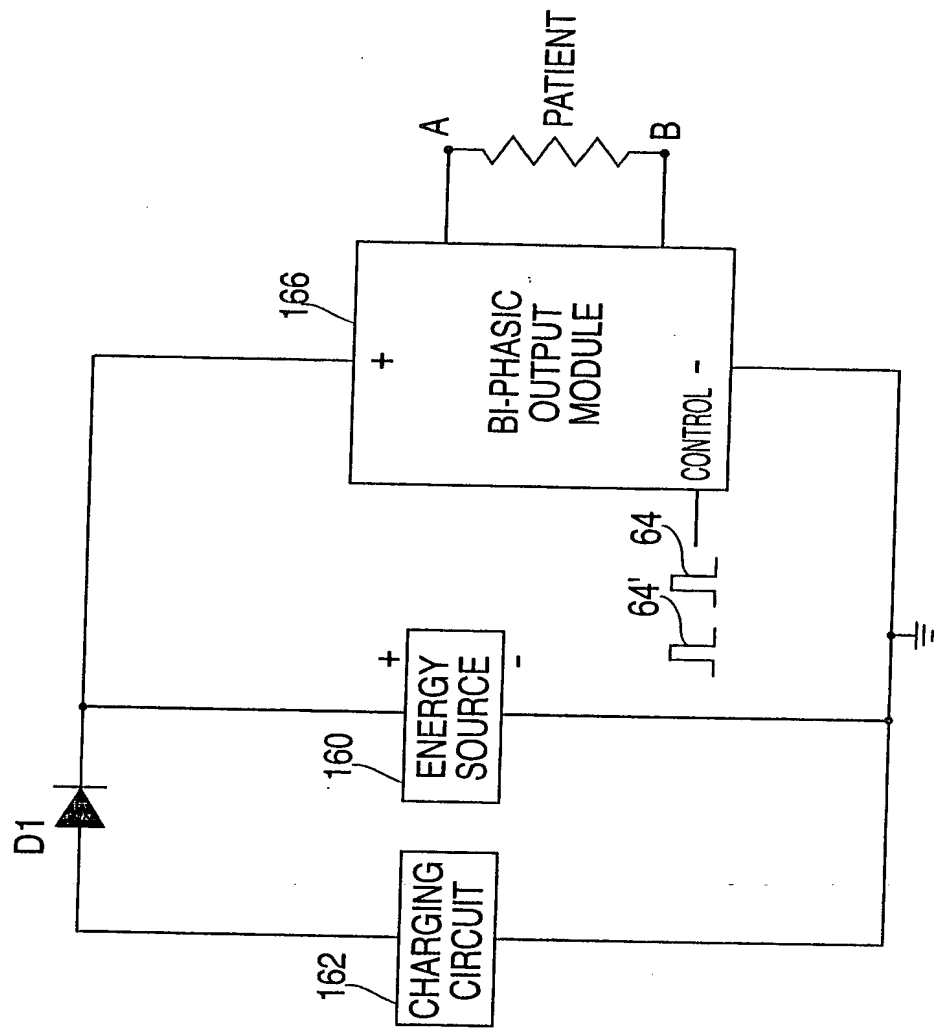 D1
162
CHARGING
CIRCUIT
160
ENERGY
SOURCE
+
-
64'
64
166
+
BI-PHASIC
OUTPUT
MODULE
CONTROL
-
A
PATIENT
B